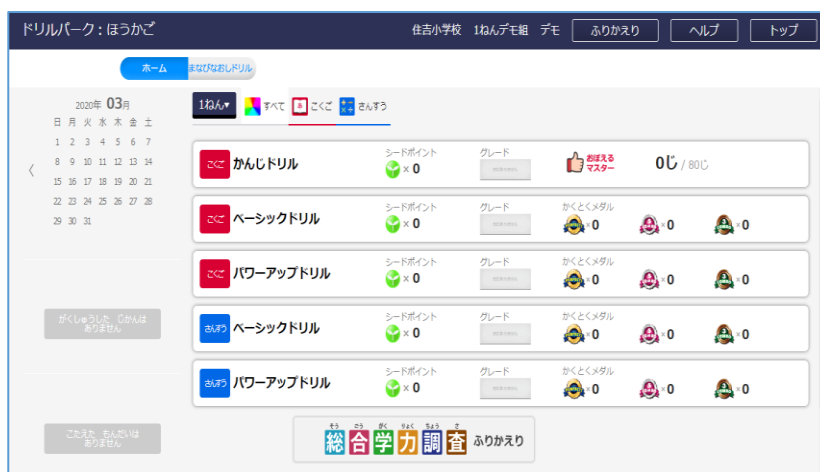 ドリルパーク：ほうかご
住吉小学校 1ねんデモ組 デモ ふりかえり ヘルプ トップ
ホーム まなびなおしドリル
2020年 03月
日 月 火 水 木 金 土
1 2 3 4 5 6 7
8 9 10 11 12 13 14
15 16 17 18 19 20 21
22 23 24 25 26 27 28
29 30 31
がくしゅうした じかんは
ありません
こたえた もんだいは
ありません
1ねん▾ すべて こくご さんすう
こくご かんじドリル シードポイント × 0 グレード おぼえる マスター 0じ / 80じ
こくご ベーシックドリル シードポイント × 0 グレード かくとくメダル × 0 × 0 × 0
こくご パワーアップドリル シードポイント × 0 グレード かくとくメダル × 0 × 0 × 0
さんすう ベーシックドリル シードポイント × 0 グレード かくとくメダル × 0 × 0 × 0
さんすう パワーアップドリル シードポイント × 0 グレード かくとくメダル × 0 × 0 × 0
そう ごう がく りょく ちょう さ
総合学力調査 ふりかえり